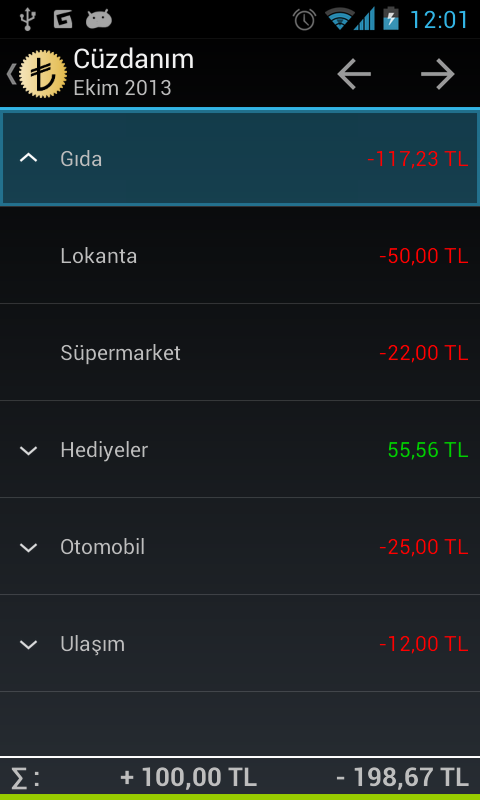 12:01
Cüzdanım
Ekim 2013
Gıda -117,23 TL
Lokanta -50,00 TL
Süpermarket -22,00 TL
Hediyeler 55,56 TL
Otomobil -25,00 TL
Ulaşım -12,00 TL
∑ : + 100,00 TL - 198,67 TL